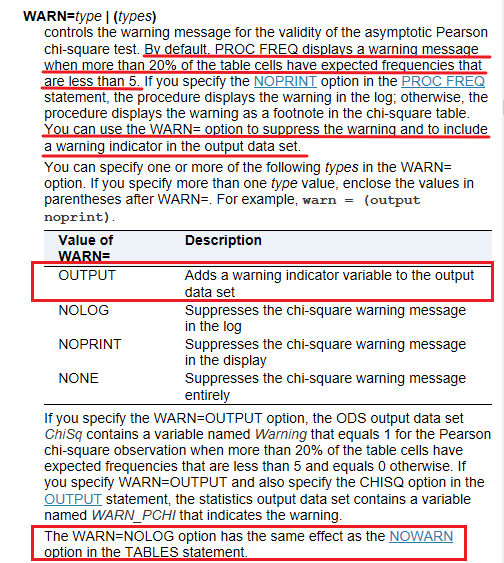 WARN=type | (types)
controls the warning message for the validity of the asymptotic Pearson
chi-square test. By default, PROC FREQ displays a warning message
when more than 20% of the table cells have expected frequencies that
are less than 5. If you specify the NOPRINT option in the PROC FREQ
statement, the procedure displays the warning in the log; otherwise, the
procedure displays the warning as a footnote in the chi-square table.
You can use the WARN= option to suppress the warning and to include
a warning indicator in the output data set.
You can specify one or more of the following types in the WARN=
option. If you specify more than one type value, enclose the values in
parentheses after WARN=. For example, warn = (output
noprint).
Value of Description
WARN=
OUTPUT Adds a warning indicator variable to the output
data set
NOLOG Suppresses the chi-square warning message
in the log
NOPRINT Suppresses the chi-square warning message
in the display
NONE Suppresses the chi-square warning message
entirely
If you specify the WARN=OUTPUT option, the ODS output data set
ChiSq contains a variable named Warning that equals 1 for the Pearson
chi-square observation when more than 20% of the table cells have
expected frequencies that are less than 5 and equals 0 otherwise. If
you specify WARN=OUTPUT and also specify the CHISQ option in the
OUTPUT statement, the statistics output data set contains a variable
named WARN_PCHI that indicates the warning.
The WARN=NOLOG option has the same effect as the NOWARN
option in the TABLES statement.